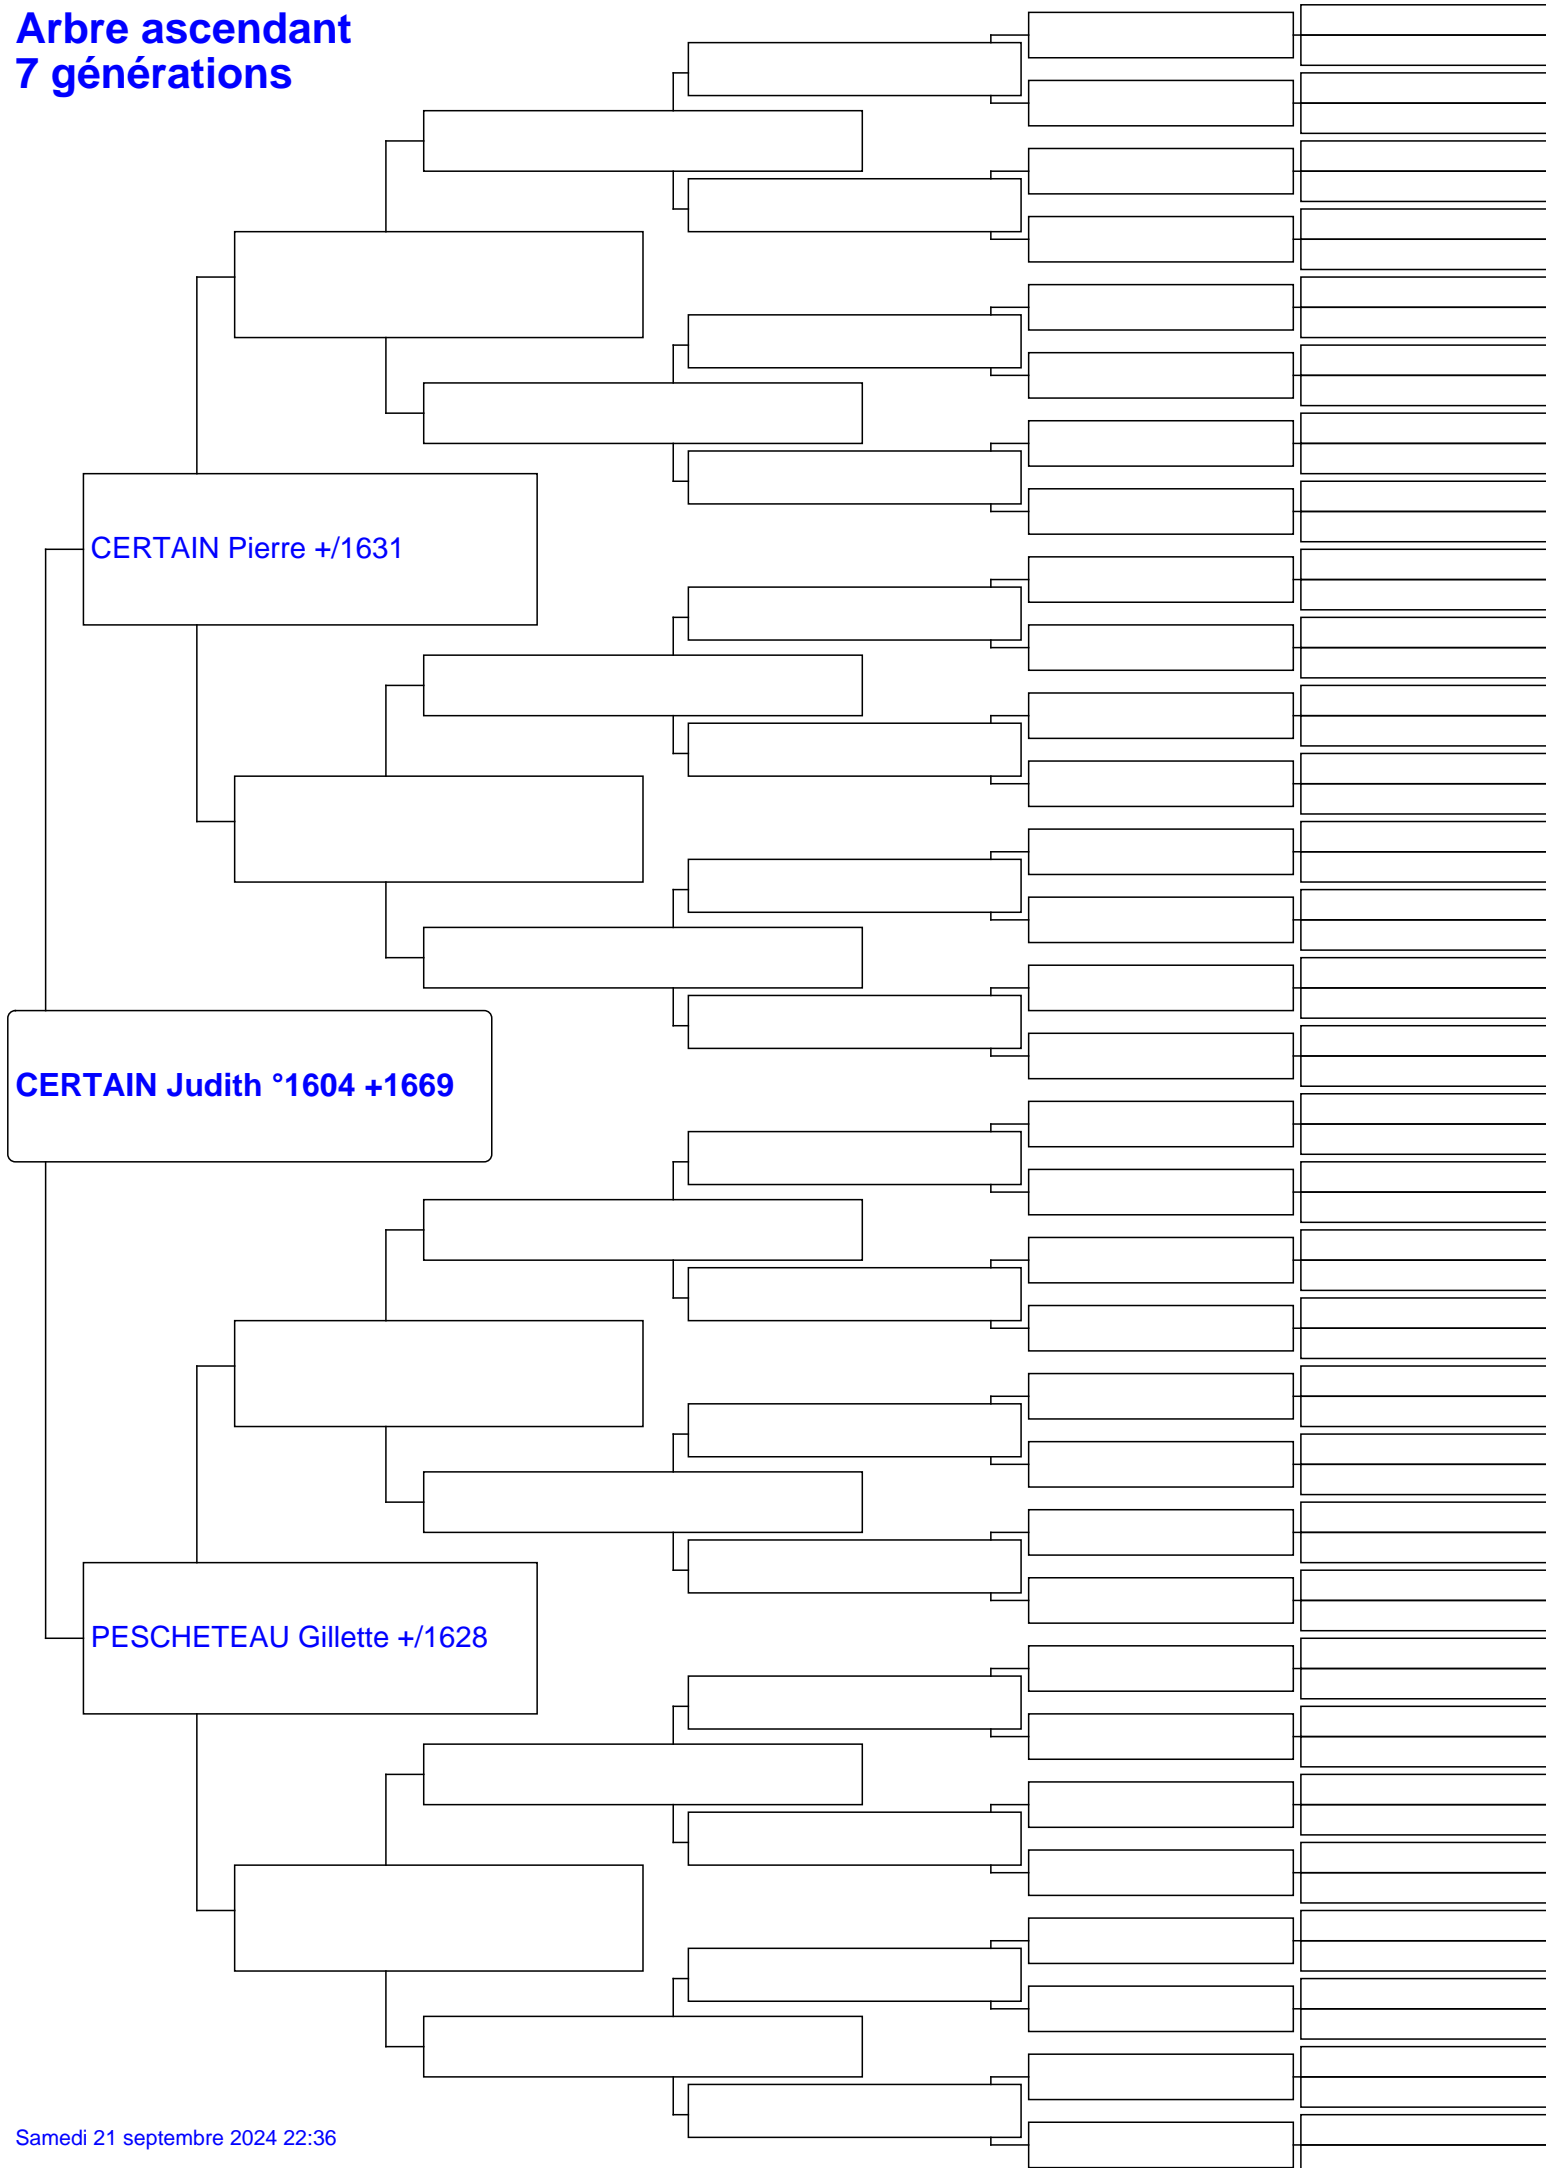 Arbre ascendant
7 générations
CERTAIN Pierre +/1631
CERTAIN Judith °1604 +1669
PESCHETEAU Gillette +/1628
Samedi 21 septembre 2024 22:36